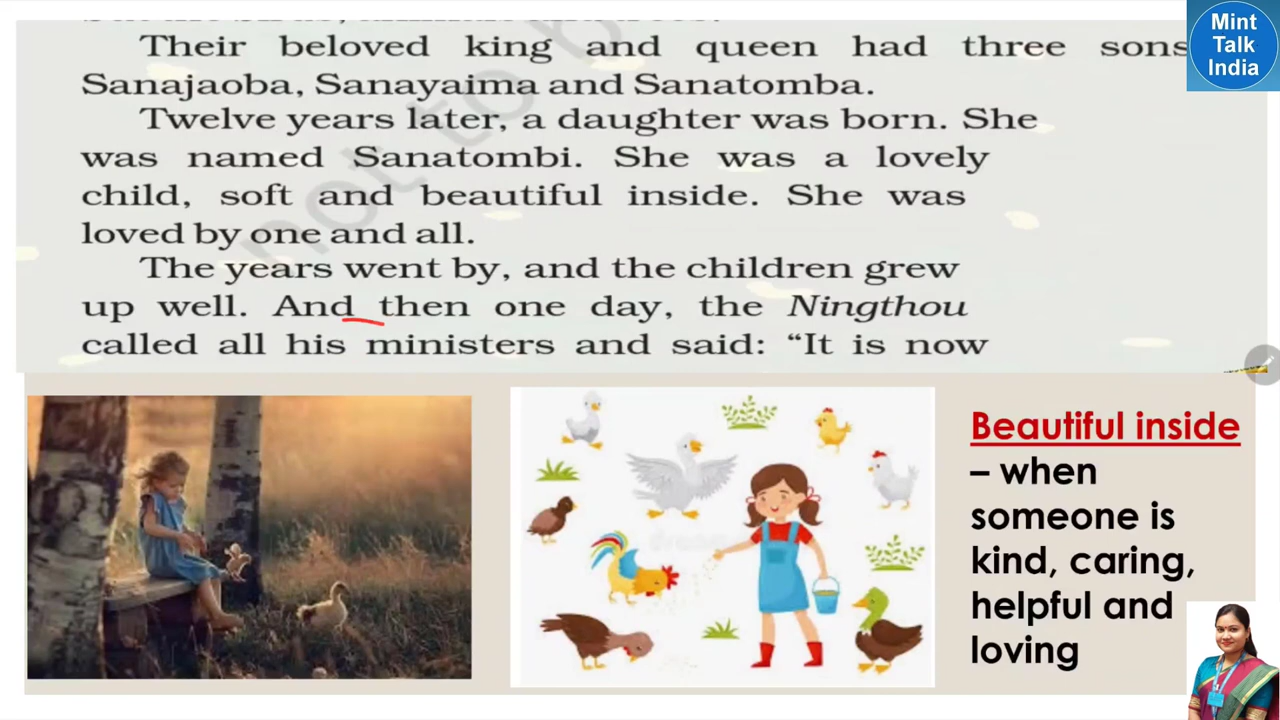 Their beloved king and queen had three sons
Sanajaoba, Sanayaima and Sanatomba.
Twelve years later, a daughter was born. She
was named Sanatombi. She was a lovely
child, soft and beautiful inside. She was
loved by one and all.
The years went by, and the children grew
up well. And then one day, the Ningthou
called all his ministers and said: “It is now
not to b
Beautiful inside
– when
someone is
kind, caring,
helpful and
loving
Mint
Talk
India